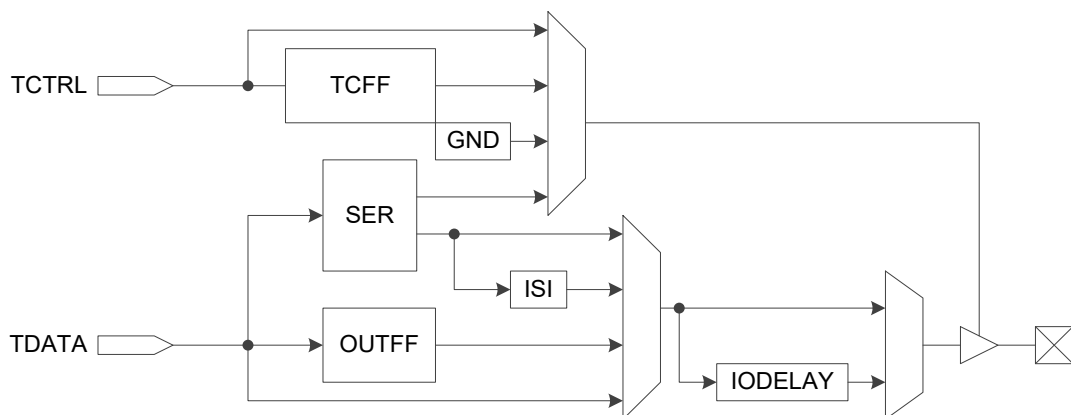 TCTRL
TCFF
GND
SER
ISI
TDATA
OUTFF
IODELAY